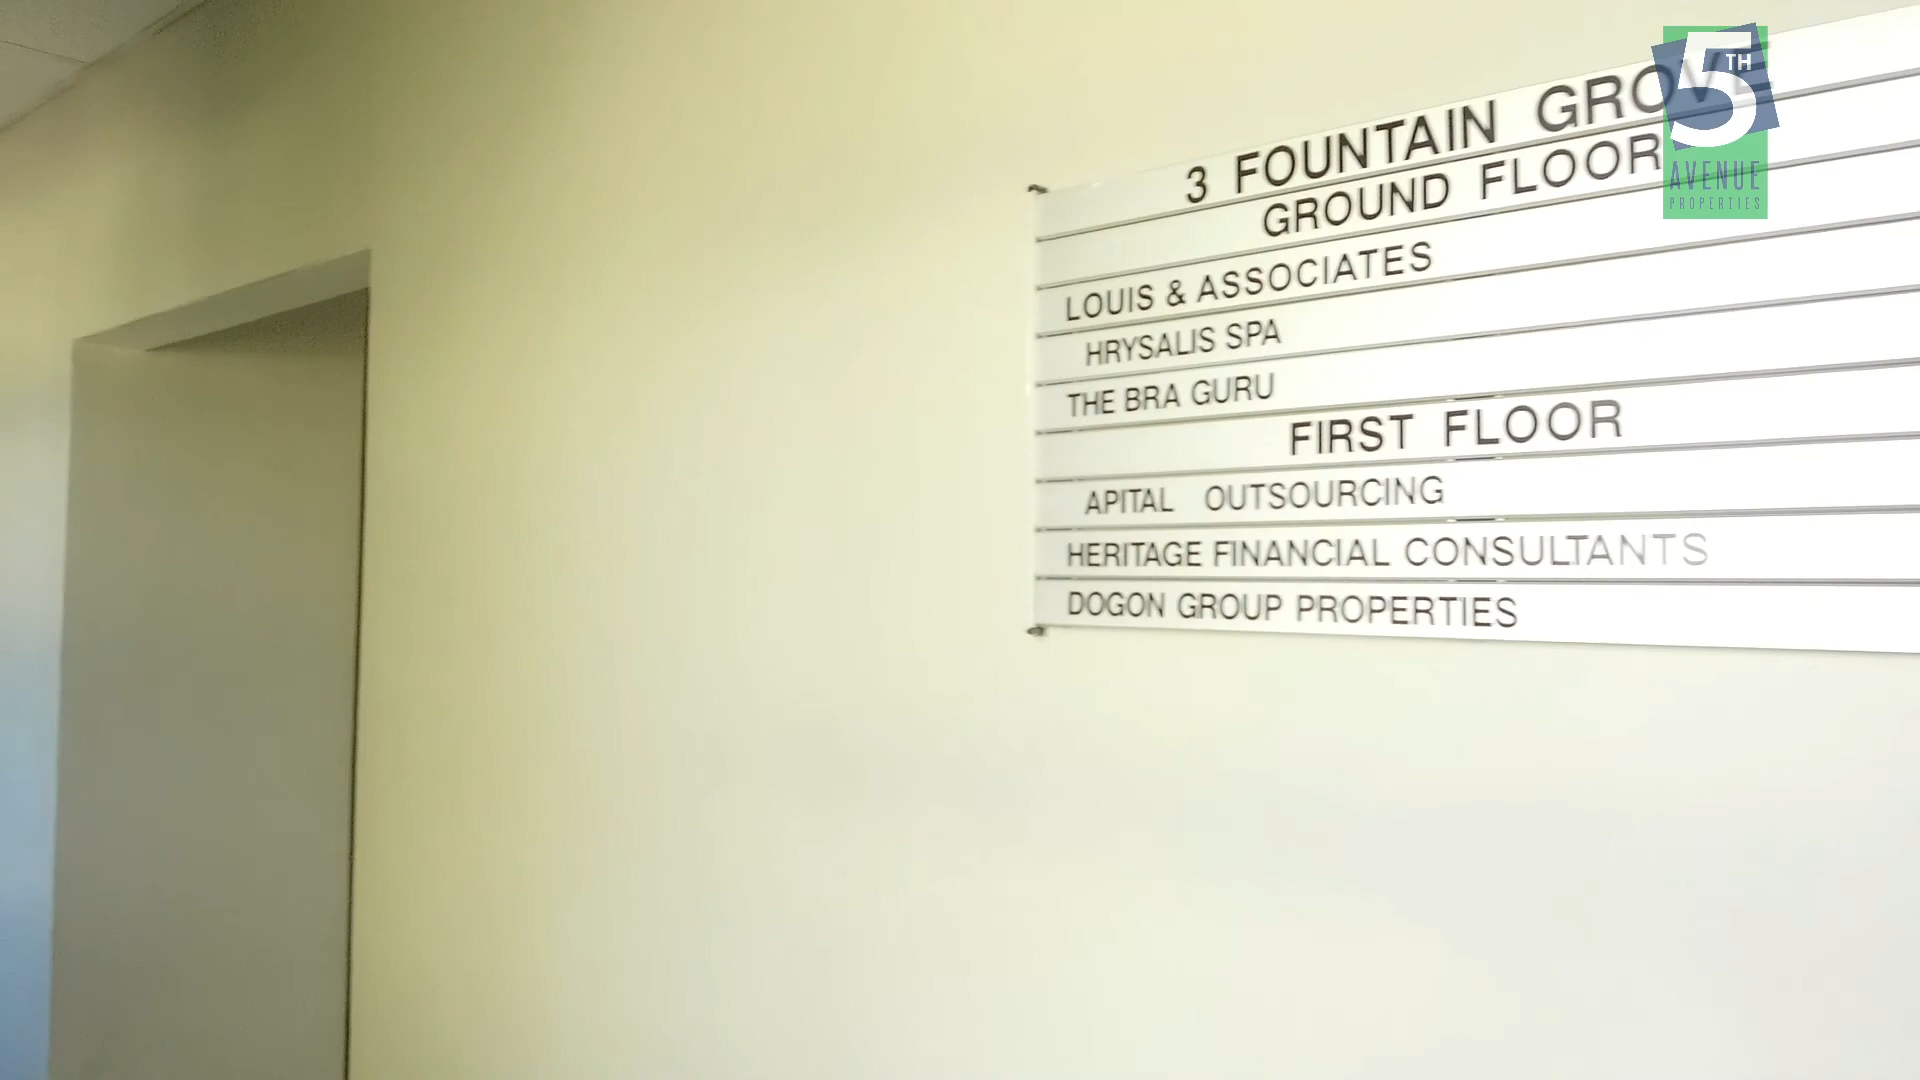 3 FOUNTAIN GROVE
GROUND FLOOR
LOUIS & ASSOCIATES
HRYSALIS SPA
THE BRA GURU
FIRST FLOOR
APITAL OUTSOURCING
HERITAGE FINANCIAL CONSULTANTS
DOGON GROUP PROPERTIES
5TH
AVENUE
PROPERTIES